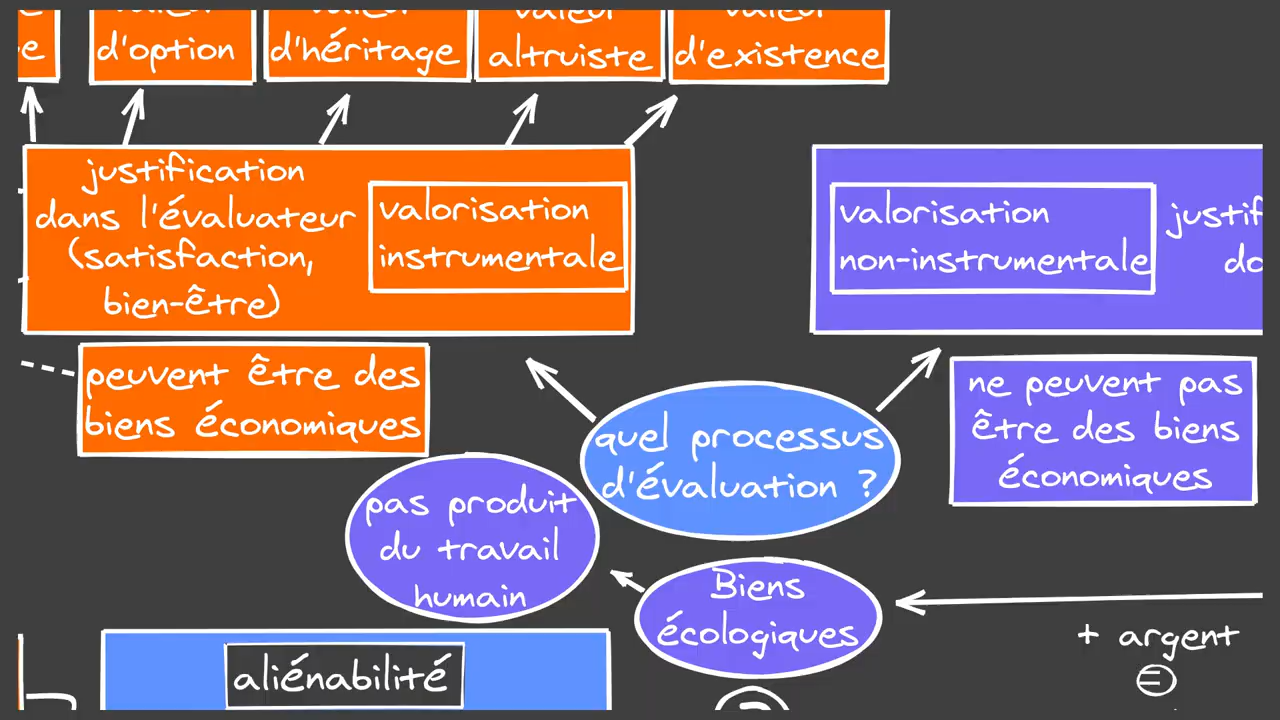 d'option
d'héritage
valeur
altruiste
valeur
d'existence
justification
dans l'évaluateur
(satisfaction,
bien-être)
valorisation
instrumentale
valorisation
non-instrumentale
peuvent être des
biens économiques
quel processus
d'évaluation ?
ne peuvent pas
être des biens
économiques
pas produit
du travail
humain
Biens
écologiques
+ argent
aliénabilité